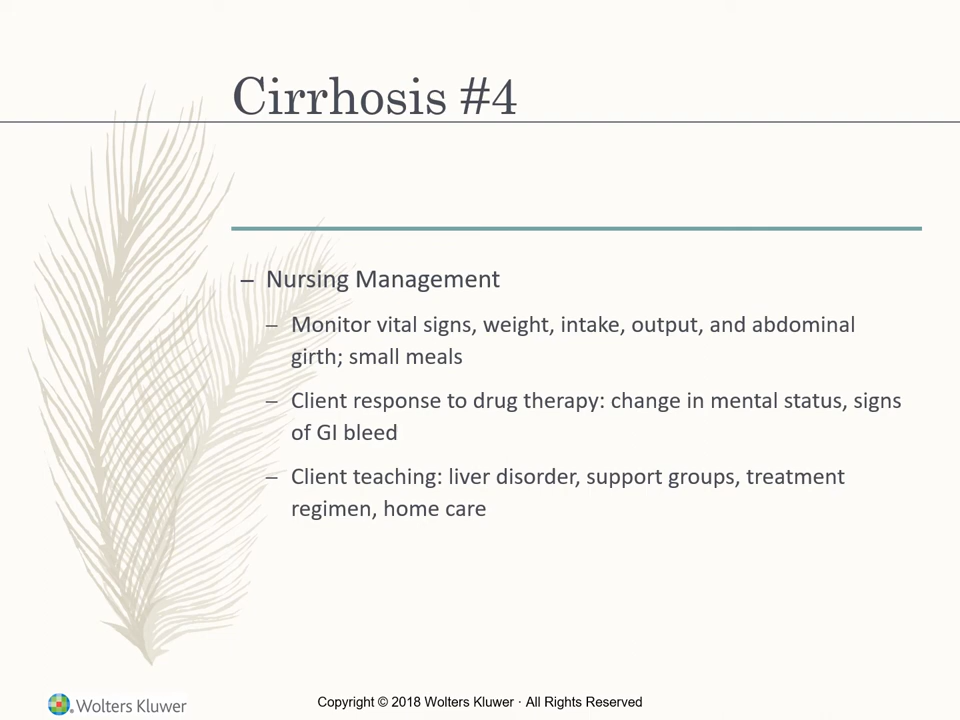 Cirrhosis #4
– Nursing Management
– Monitor vital signs, weight, intake, output, and abdominal
girth; small meals
– Client response to drug therapy: change in mental status, signs
of GI bleed
– Client teaching: liver disorder, support groups, treatment
regimen, home care
Wolters Kluwer
Copyright © 2018 Wolters Kluwer · All Rights Reserved